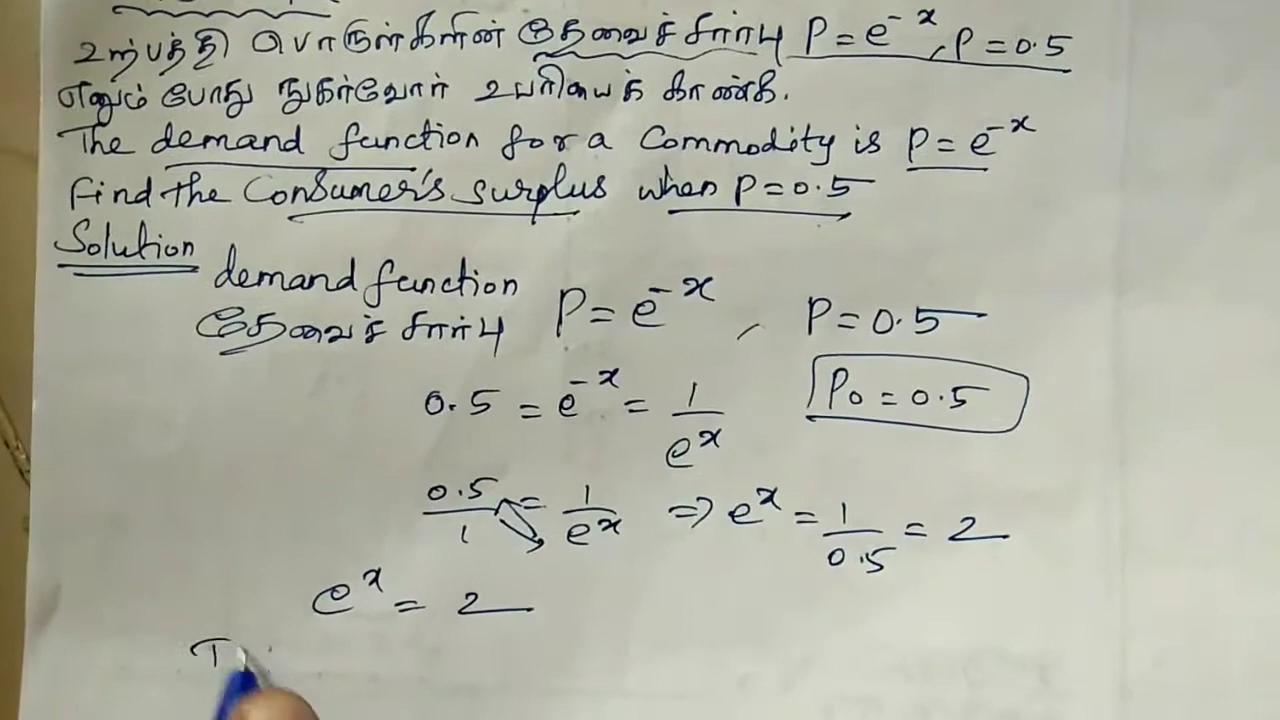 உற்பத்தி பொருள்களின் தேவைச் சார்பு P = e^-x, P = 0.5
எனும் போது நுகர்வோர் உபரியைக் காண்க.
The demand function for a Commodity is P = e^-x
Find the Consumer's surplus when P = 0.5
Solution
demand function
தேவைச் சார்பு P = e^-x, P = 0.5
0.5 = e^-x = 1/e^x P0 = 0.5
0.5/1 = 1/e^x => e^x = 1/0.5 = 2
e^x = 2
T